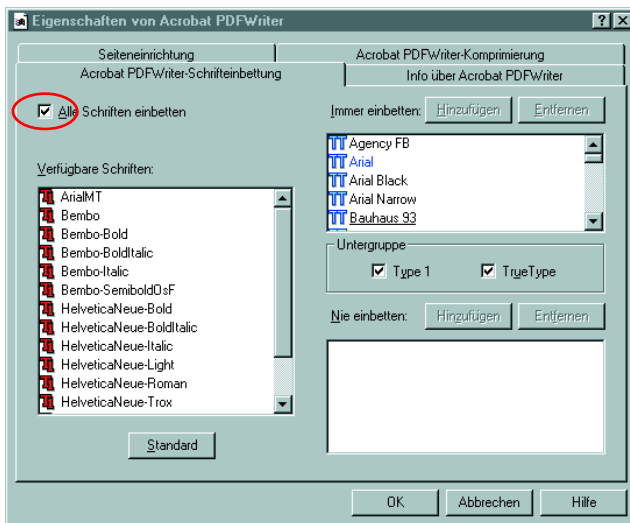 Eigenschaften von Acrobat PDFWriter
Seiteneinrichtung
Acrobat PDFWriter-Komprimierung
Acrobat PDFWriter-Schrifteinbettung
Info über Acrobat PDFWriter
Alle Schriften einbetten
Verfügbare Schriften:
ArialMT
Bembo
Bembo-Bold
Bembo-BoldItalic
Bembo-Italic
Bembo-SemiboldOsF
HelveticaNeue-Bold
HelveticaNeue-BoldItalic
HelveticaNeue-Italic
HelveticaNeue-Light
HelveticaNeue-Roman
HelveticaNeue-Trox
Standard
Immer einbetten: Hinzufügen Entfernen
Agency FB
Arial
Arial Black
Arial Narrow
Bauhaus 93
Untergruppe
Type 1 TrueType
Nie einbetten: Hinzufügen Entfernen
OK Abbrechen Hilfe